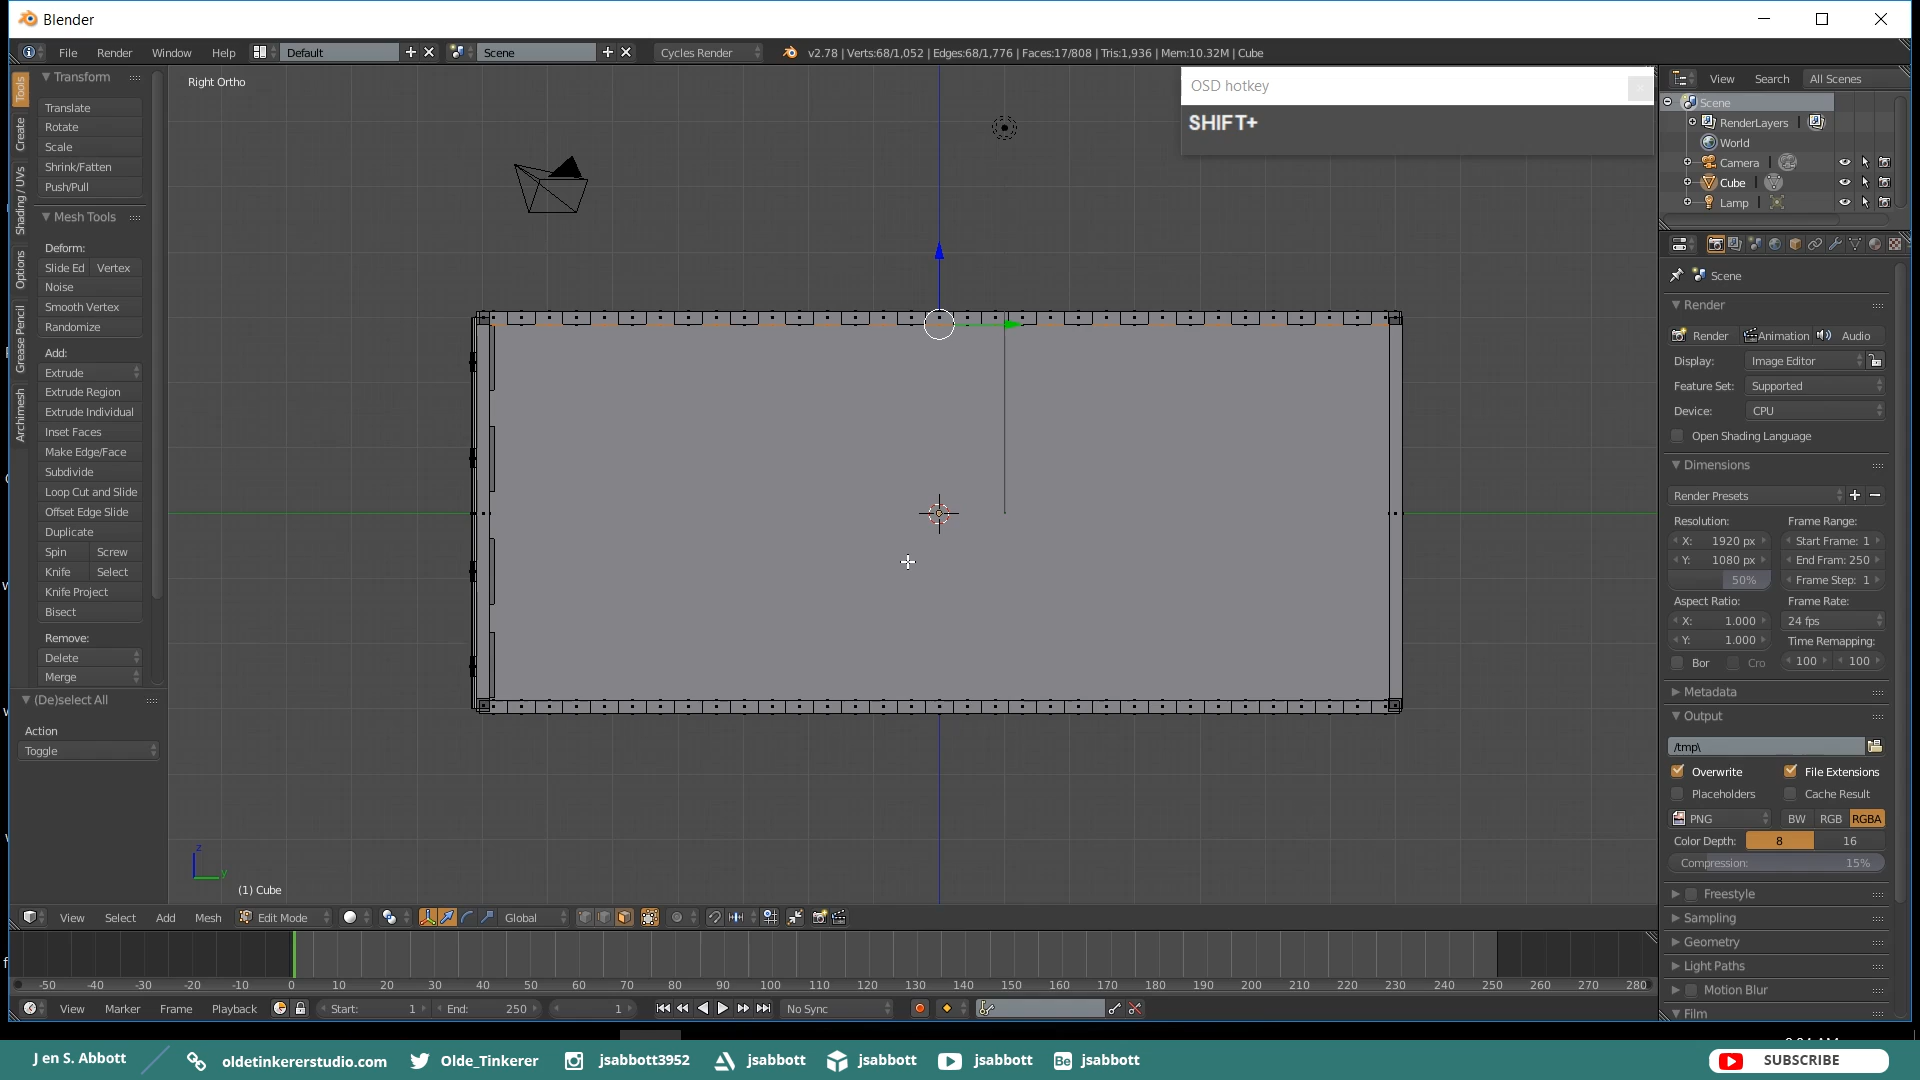 Blender
File Render Window Help Default Scene Cycles Render v2.78 | Verts:68/1,052 | Edges:68/1,776 | Faces:17/808 | Tris:1,936 | Mem:10.32M | Cube
Tools
Create
Shading / UVs
Options
Grease Pencil
Archimesh
Transform
Translate
Rotate
Scale
Shrink/Fatten
Push/Pull
Mesh Tools
Deform:
Slide Ed Vertex
Noise
Smooth Vertex
Randomize
Add:
Extrude
Extrude Region
Extrude Individual
Inset Faces
Make Edge/Face
Subdivide
Loop Cut and Slide
Offset Edge Slide
Duplicate
Spin Screw
Knife Select
Knife Project
Bisect
Remove:
Delete
Merge
(De)select All
Action
Toggle
Right Ortho
OSD hotkey
SHIFT+
z
y
(1) Cube
View Search All Scenes
Scene
RenderLayers
World
Camera
Cube
Lamp
Scene
Render
Render Animation Audio
Display: Image Editor
Feature Set: Supported
Device: CPU
Open Shading Language
Dimensions
Render Presets
Resolution: Frame Range:
X: 1920 px Start Frame: 1
Y: 1080 px End Fram: 250
50% Frame Step: 1
Aspect Ratio: Frame Rate:
X: 1.000 24 fps
Y: 1.000 Time Remapping:
Bor Cro 100 100
Metadata
Output
/tmp\
Overwrite File Extensions
Placeholders Cache Result
PNG BW RGB RGBA
Color Depth: 8 16
Compression: 15%
Freestyle
Sampling
Geometry
Light Paths
Motion Blur
Film
View Select Add Mesh Edit Mode Global
-50 -40 -30 -20 -10 0 10 20 30 40 50 60 70 80 90 100 110 120 130 140 150 160 170 180 190 200 210 220 230 240 250 260 270 280
View Marker Frame Playback Start: 1 End: 250 1 No Sync
J en S. Abbott oldetinkererstudio.com Olde_Tinkerer jsabbott3952 jsabbott jsabbott jsabbott Be jsabbott SUBSCRIBE